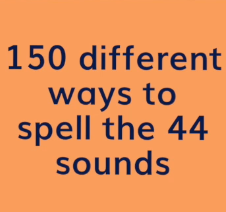 150 different
ways to
spell the 44
sounds